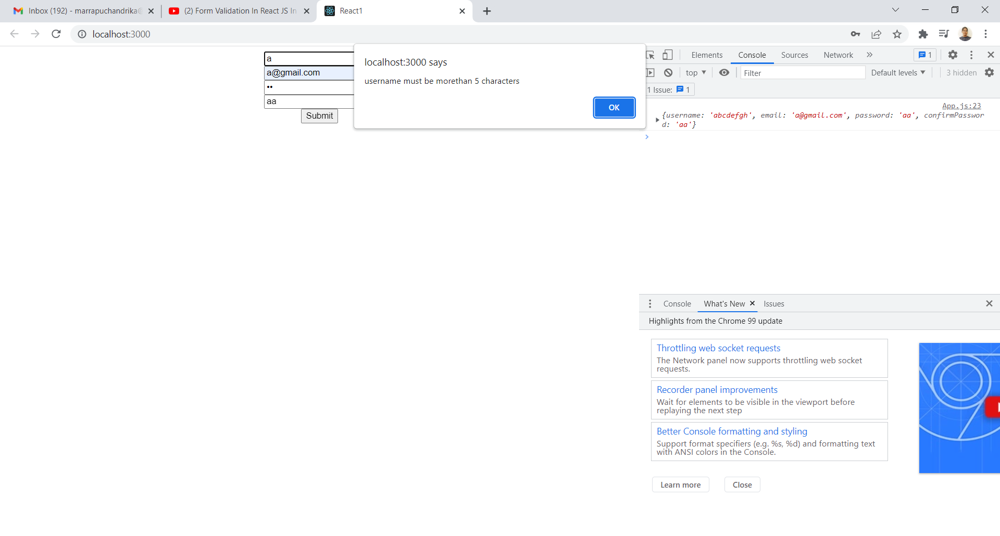 Inbox (192) - marrapuchandrika@
(2) Form Validation In React JS In
React1
localhost:3000
a
a@gmail.com
••
aa
Submit
localhost:3000 says
username must be morethan 5 characters
OK
Elements
Console
Sources
Network
1
top
Filter
Default levels
3 hidden
1 Issue:
1
App.js:23
{username: 'abcdefgh', email: 'a@gmail.com', password: 'aa', confirmPasswor
d: 'aa'}
Console
What's New
Issues
Highlights from the Chrome 99 update
Throttling web socket requests
The Network panel now supports throttling web socket
requests.
Recorder panel improvements
Wait for elements to be visible in the viewport before
replaying the next step
Better Console formatting and styling
Support format specifiers (e.g. %s, %d) and formatting text
with ANSI colors in the Console.
Learn more
Close